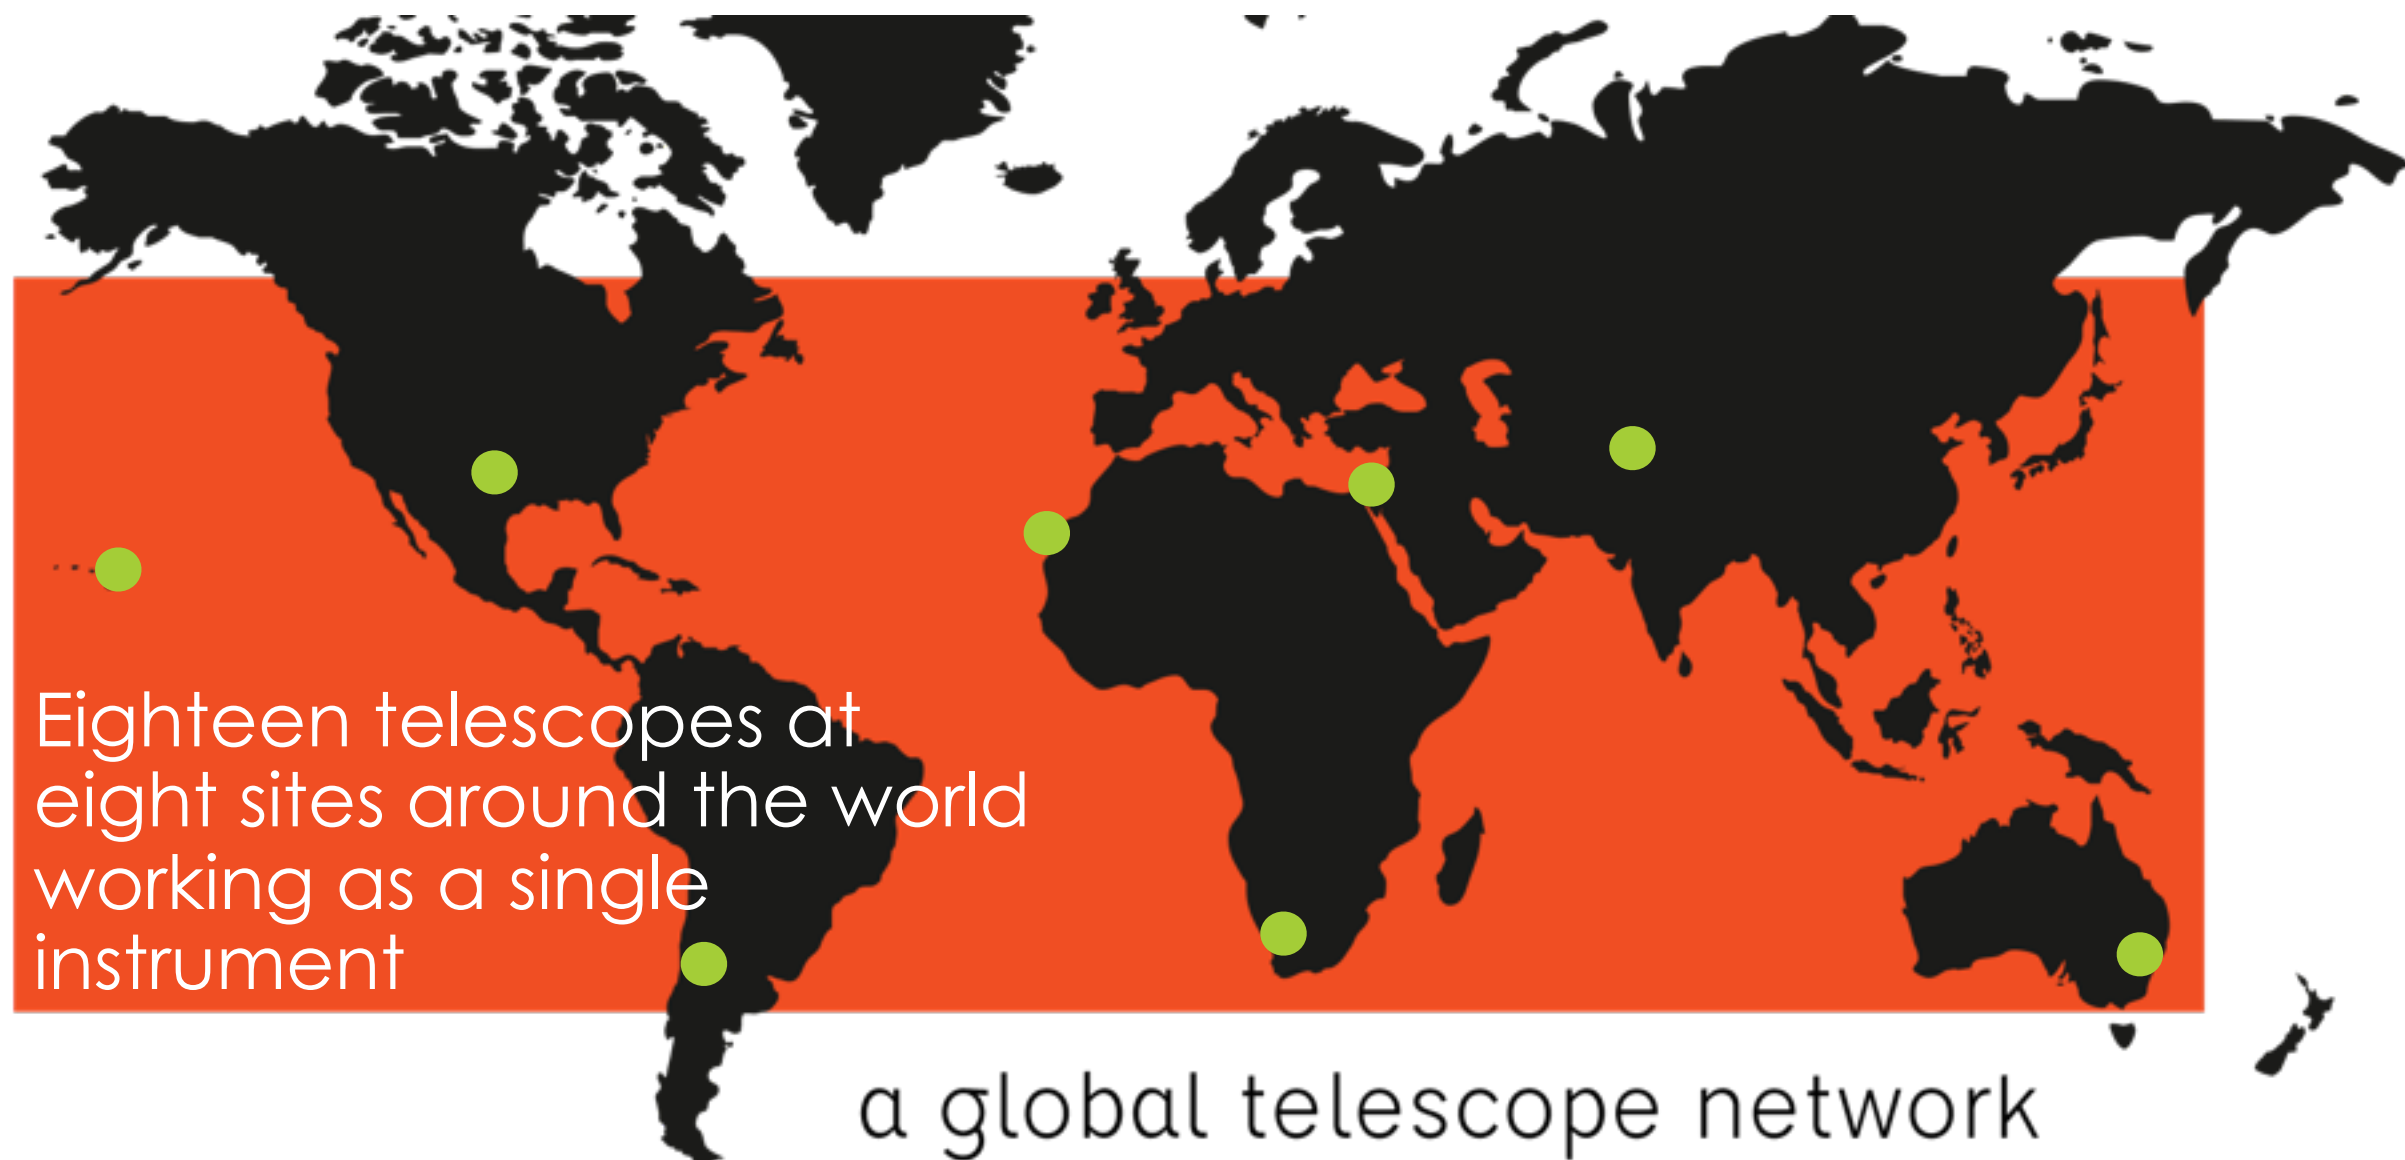 Eighteen telescopes at
eight sites around the world
working as a single
instrument
a global telescope network